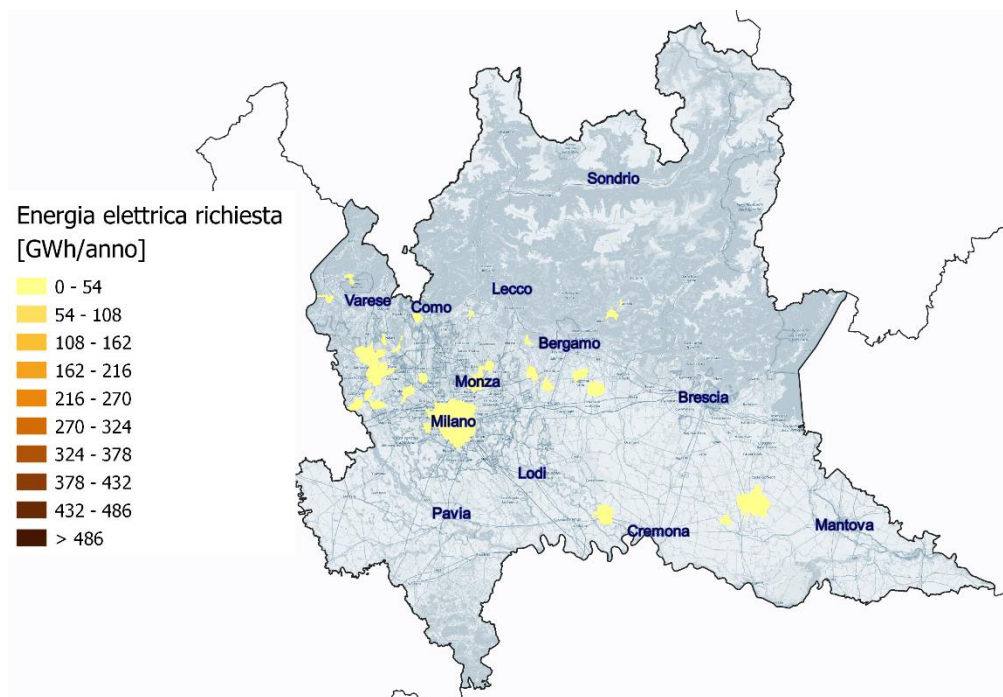 Sondrio
Energia elettrica richiesta
[GWh/anno]
0 - 54
54 - 108
108 - 162
162 - 216
216 - 270
270 - 324
324 - 378
378 - 432
432 - 486
> 486
Varese
Como
Lecco
Bergamo
Monza
Brescia
Milano
Lodi
Pavia
Cremona
Mantova